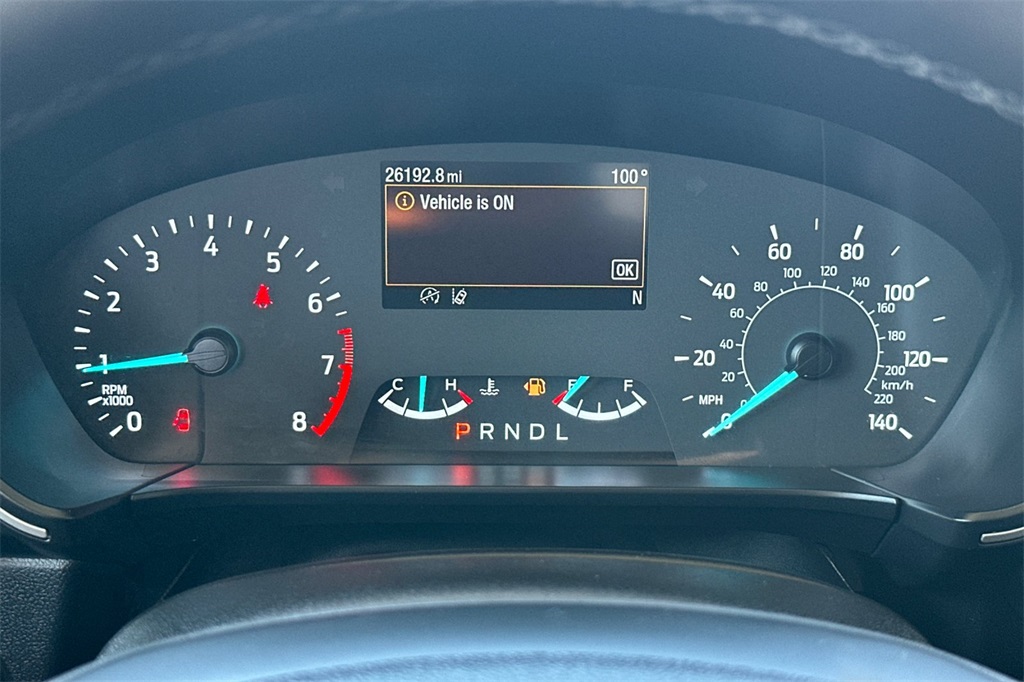 26192.8 mi 100°
Vehicle is ON
OK
N
0 1 2 3 4 5 6 7 8
RPM
x1000
C H
E F
P R N D L
0 20 40 60 80 100 120 140
MPH
0 20 40 60 80 100 120 140 160 180 200 220
km/h